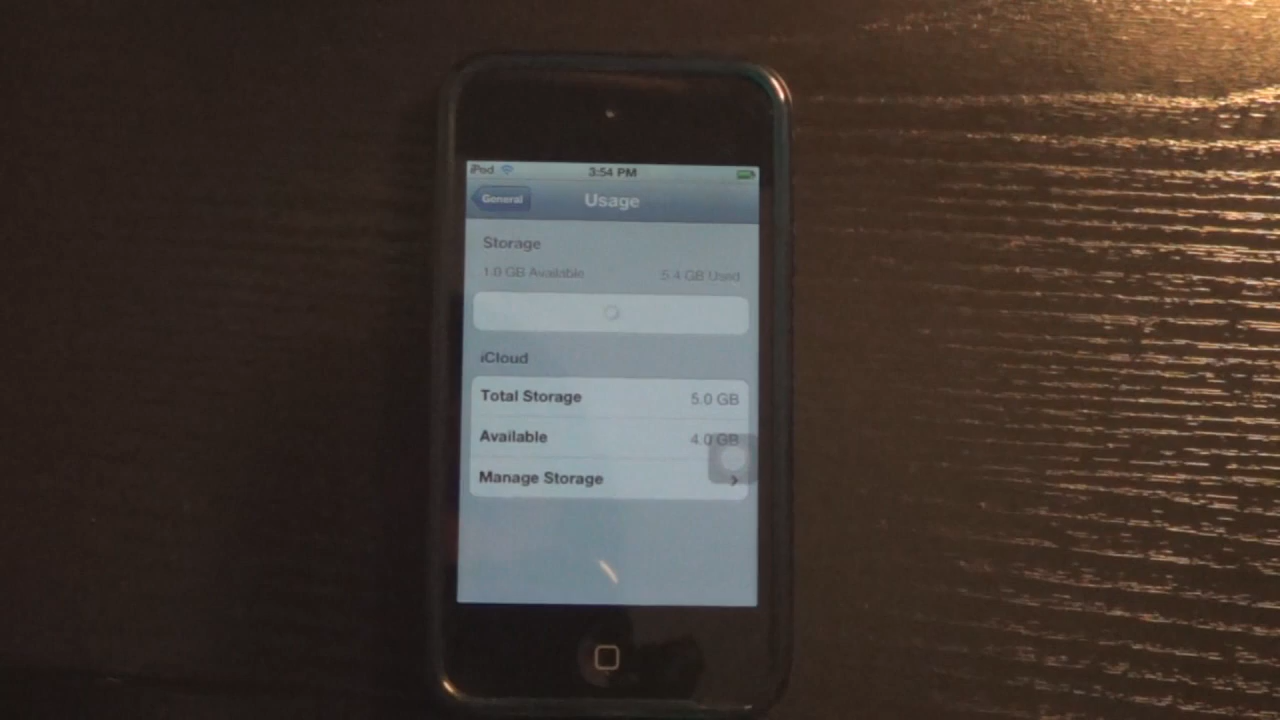 iPod 3:54 PM
General Usage
Storage
1.0 GB Available 5.4 GB Used
iCloud
Total Storage 5.0 GB
Available 4.0 GB
Manage Storage